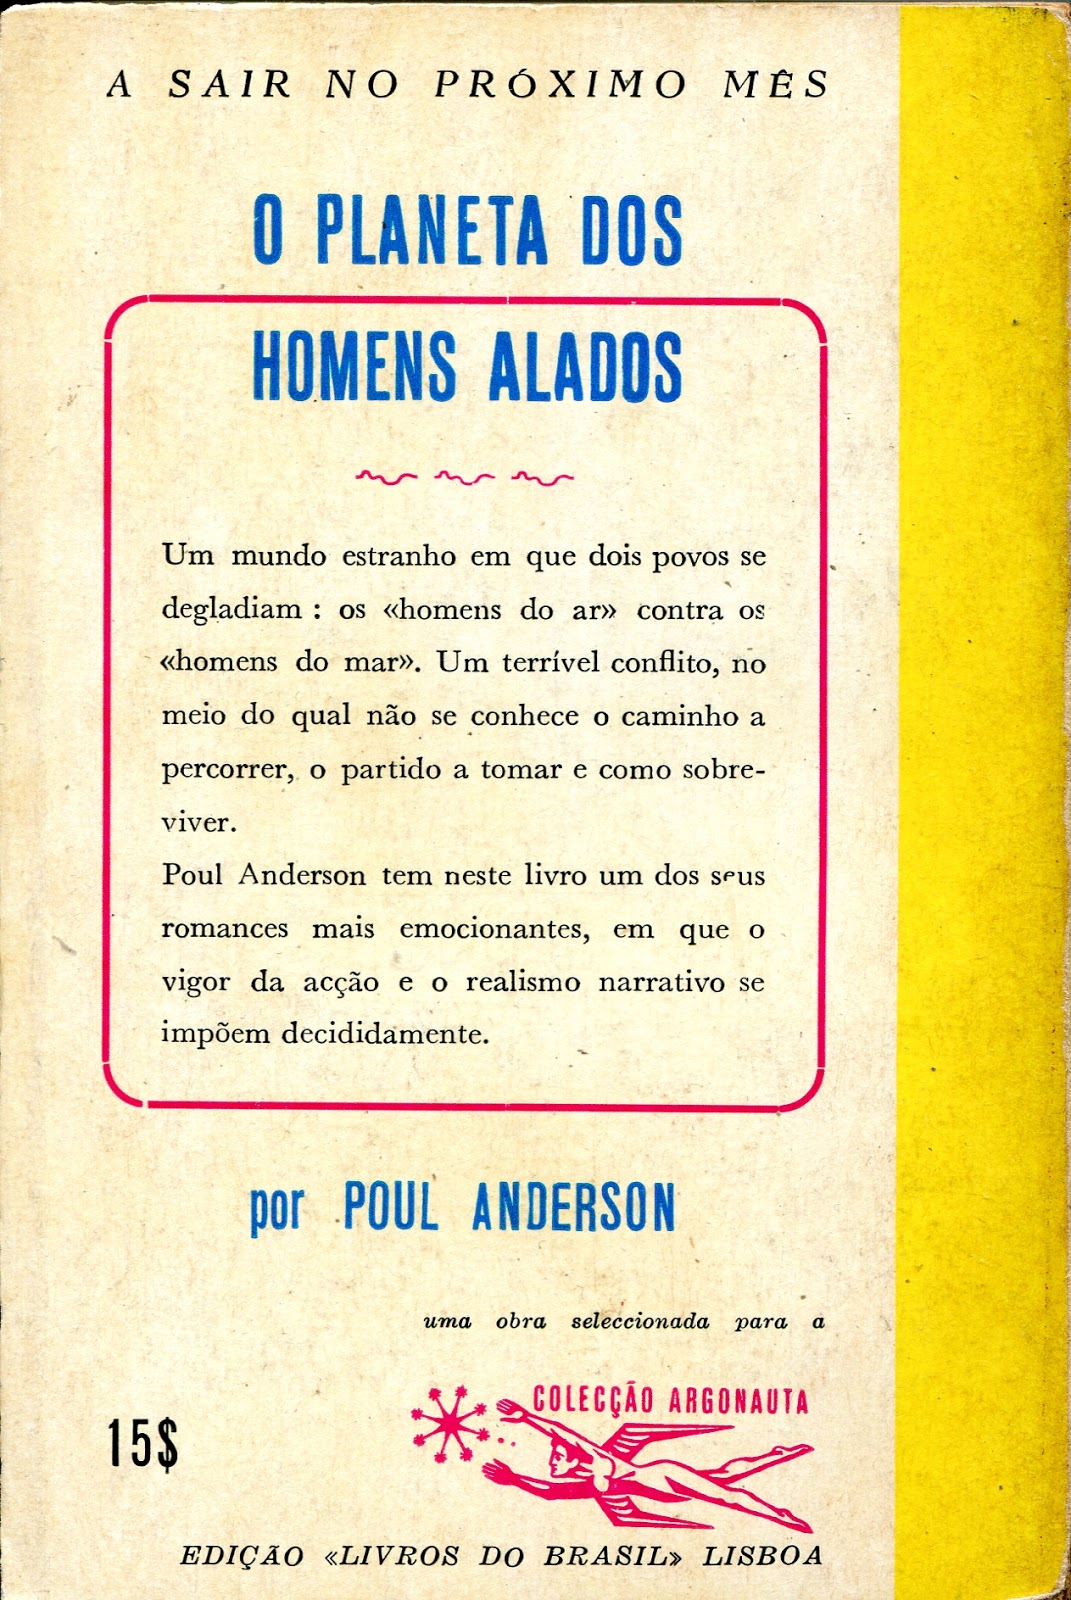 A SAIR NO PRÓXIMO MÊS
O PLANETA DOS
HOMENS ALADOS
Um mundo estranho em que dois povos se
degladiam : os «homens do ar» contra os
«homens do mar». Um terrível conflito, no
meio do qual não se conhece o caminho a
percorrer, o partido a tomar e como sobre-
viver.
Poul Anderson tem neste livro um dos seus
romances mais emocionantes, em que o
vigor da acção e o realismo narrativo se
impõem decididamente.
por POUL ANDERSON
uma obra seleccionada para a
COLECÇÃO ARGONAUTA
15$
EDIÇÃO «LIVROS DO BRASIL» LISBOA